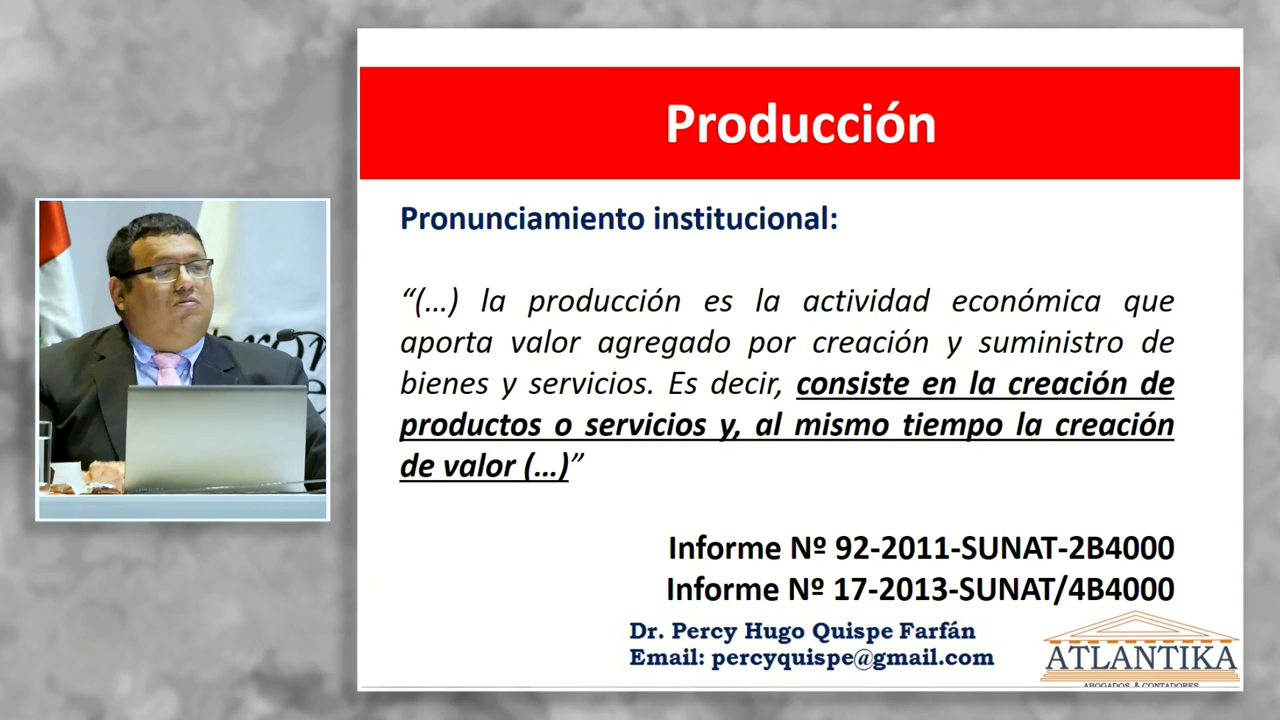 Producción
Pronunciamiento institucional:
“(…) la producción es la actividad económica que
aporta valor agregado por creación y suministro de
bienes y servicios. Es decir, consiste en la creación de
productos o servicios y, al mismo tiempo la creación
de valor (…)”
Informe Nº 92-2011-SUNAT-2B4000
Informe Nº 17-2013-SUNAT/4B4000
Dr. Percy Hugo Quispe Farfán
Email: percyquispe@gmail.com
ATLANTIKA
ABOGADOS & CONTADORES